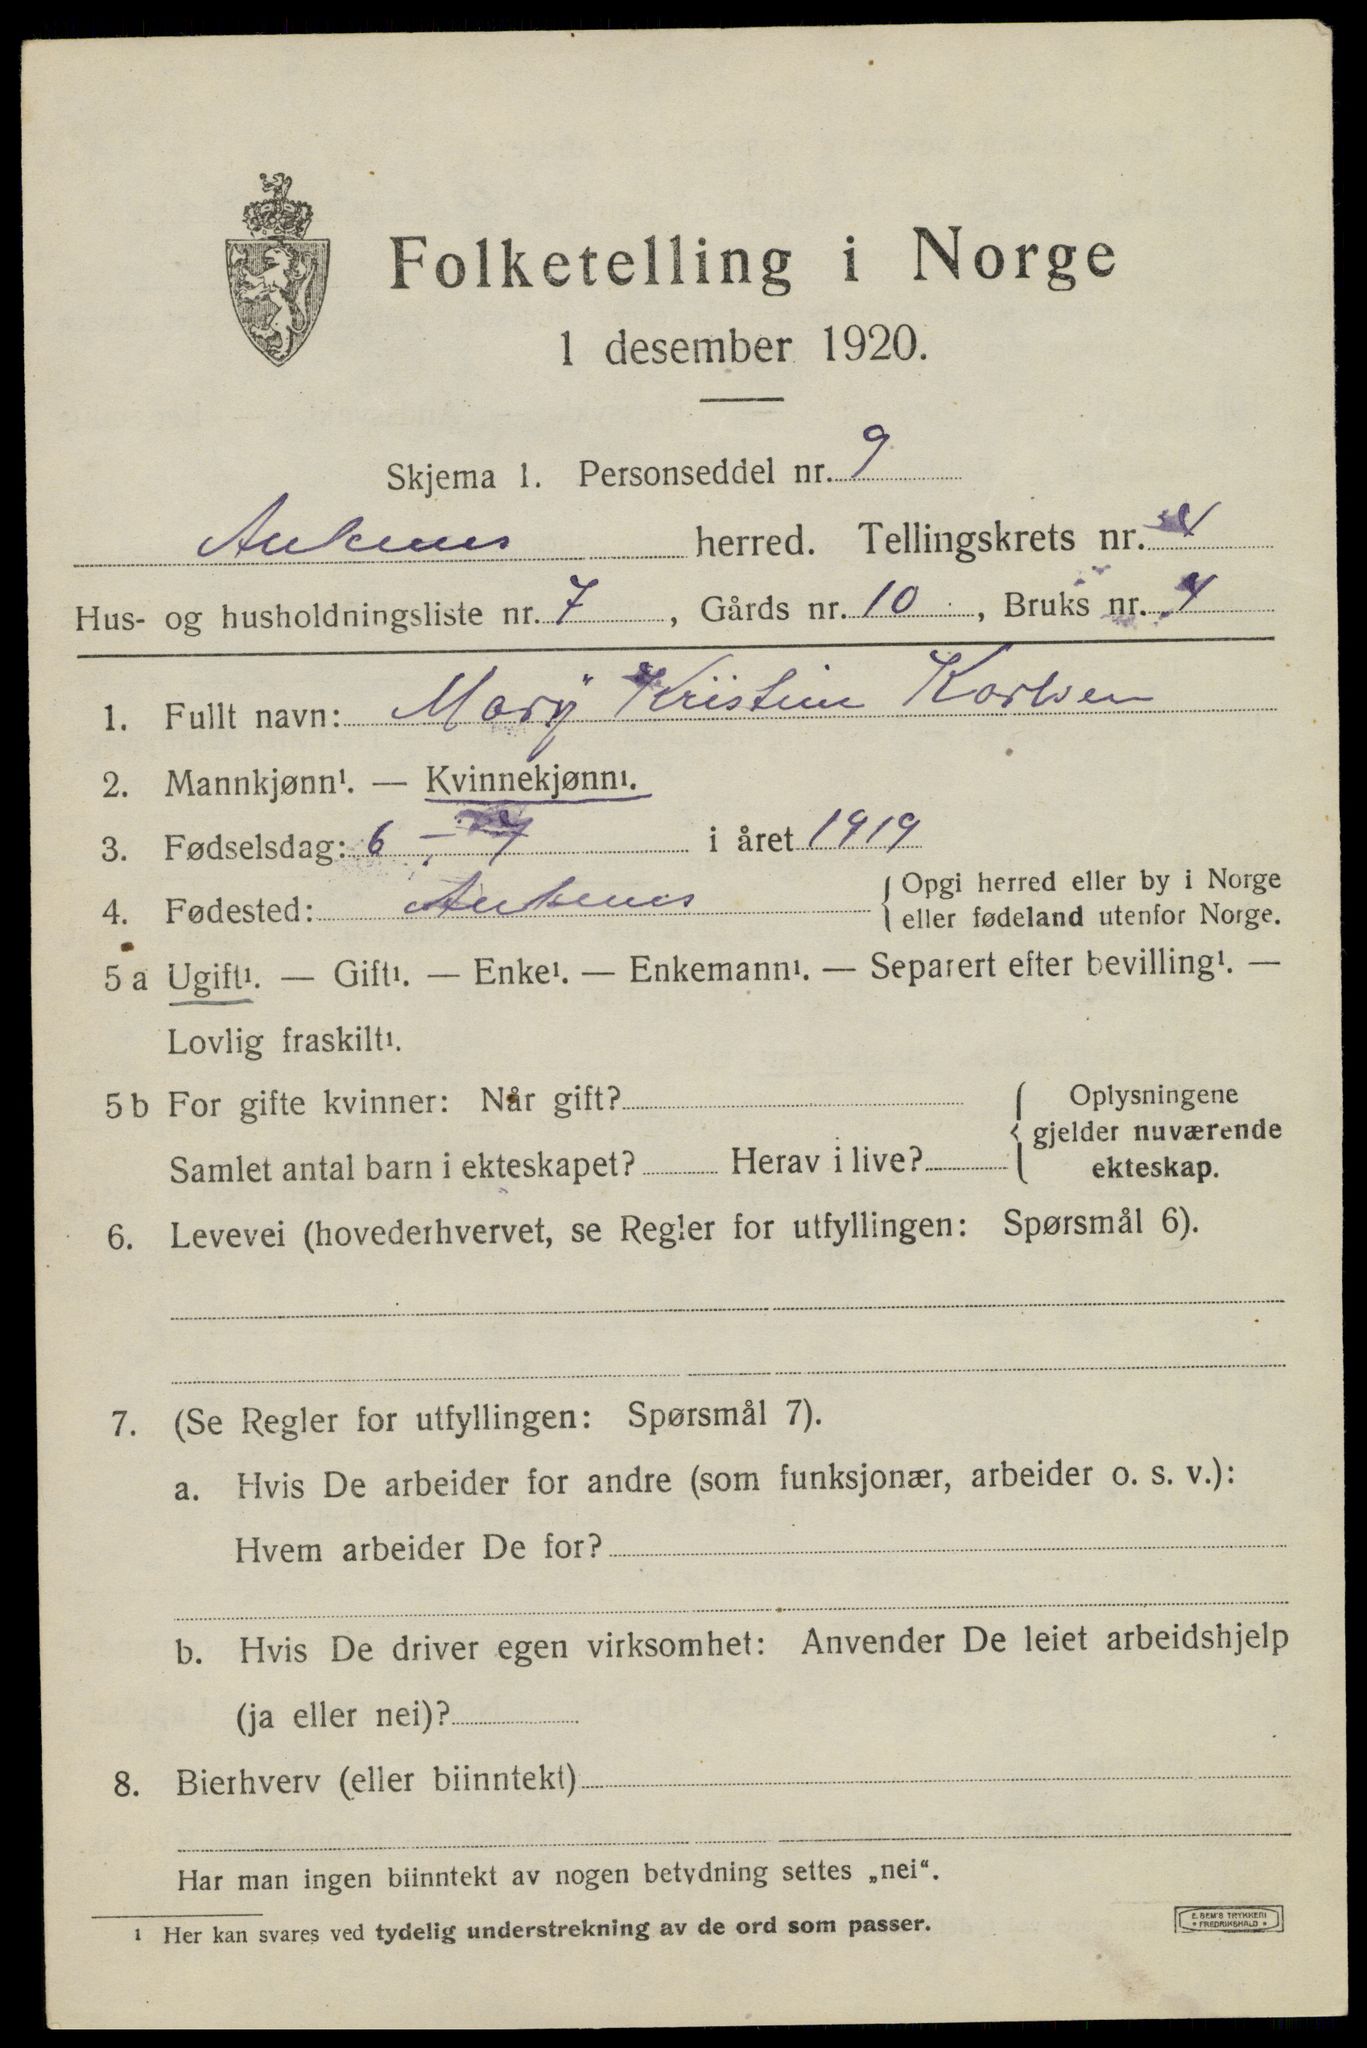 Folketelling i Norge
1 desember 1920.
Skjema 1. Personseddel nr. 9
Ankenes herred. Tellingskrets nr. 4
Hus- og husholdningsliste nr. 7, Gårds nr. 10, Bruks nr. 4
1. Fullt navn: Mary Kristine Karlsen
2. Mannkjønn¹. — Kvinnekjønn¹.
3. Fødselsdag: 6 - 7 i året 1919
4. Fødested: Ankenes { Opgi herred eller by i Norge
eller fødeland utenfor Norge.
5a Ugift¹. — Gift¹. — Enke¹. — Enkemann¹. — Separert efter bevilling¹. —
Lovlig fraskilt¹.
5b For gifte kvinner: Når gift? { Oplysningene
gjelder nuværende
Samlet antal barn i ekteskapet? Herav i live? ekteskap.
6. Levevei (hovederhvervet, se Regler for utfyllingen: Spørsmål 6).
7. (Se Regler for utfyllingen: Spørsmål 7).
a. Hvis De arbeider for andre (som funksjonær, arbeider o. s. v.):
Hvem arbeider De for?
b. Hvis De driver egen virksomhet: Anvender De leiet arbeidshjelp
(ja eller nei)?
8. Bierhverv (eller biinntekt)
Har man ingen biinntekt av nogen betydning settes „nei“.
¹ Her kan svares ved tydelig understrekning av de ord som passer.
E. SEM'S TRYKKERI
* FREDRIKSHALD *